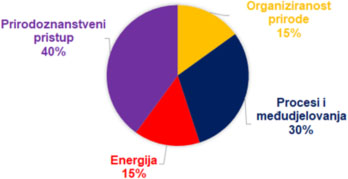 Prirodoznanstveni
pristup
40%
Organiziranost
prirode
15%
Procesi i
međudjelovanja
30%
Energija
15%